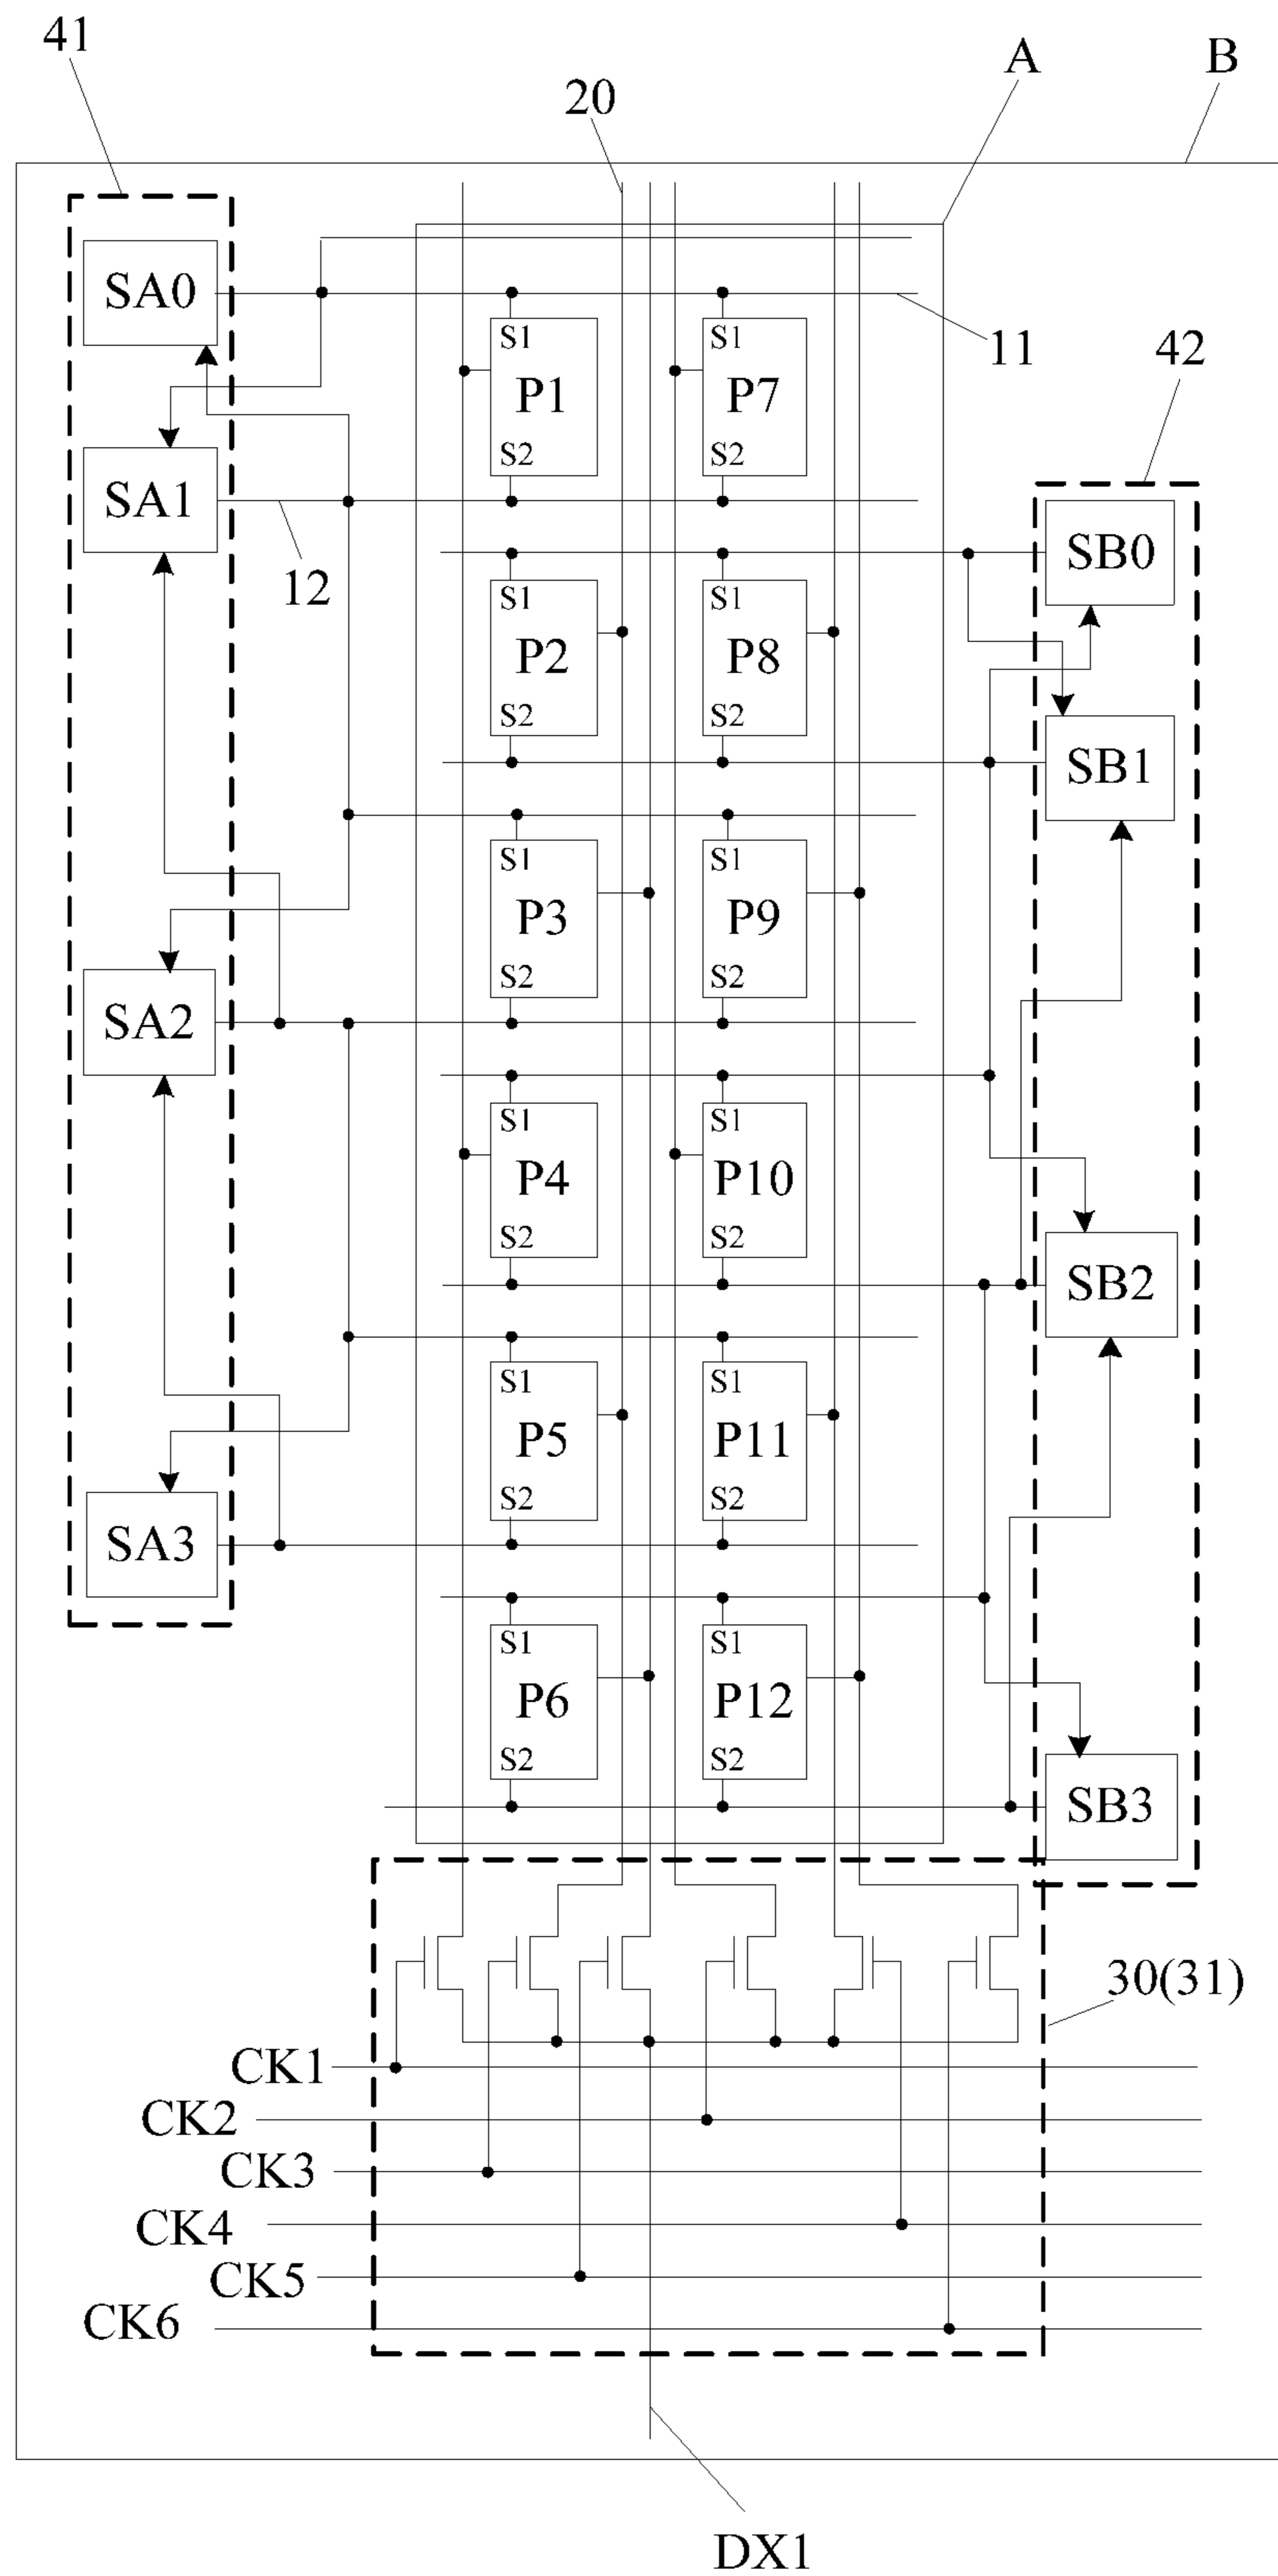 41
A
B
20
SA0
S1
P1
S2
S1
P7
S2
11
42
SA1
12
SB0
S1
P2
S2
S1
P8
S2
SB1
S1
P3
S2
S1
P9
S2
SA2
S1
P4
S2
S1
P10
S2
SB2
S1
P5
S2
S1
P11
S2
SA3
S1
P6
S2
S1
P12
S2
SB3
30(31)
CK1
CK2
CK3
CK4
CK5
CK6
DX1